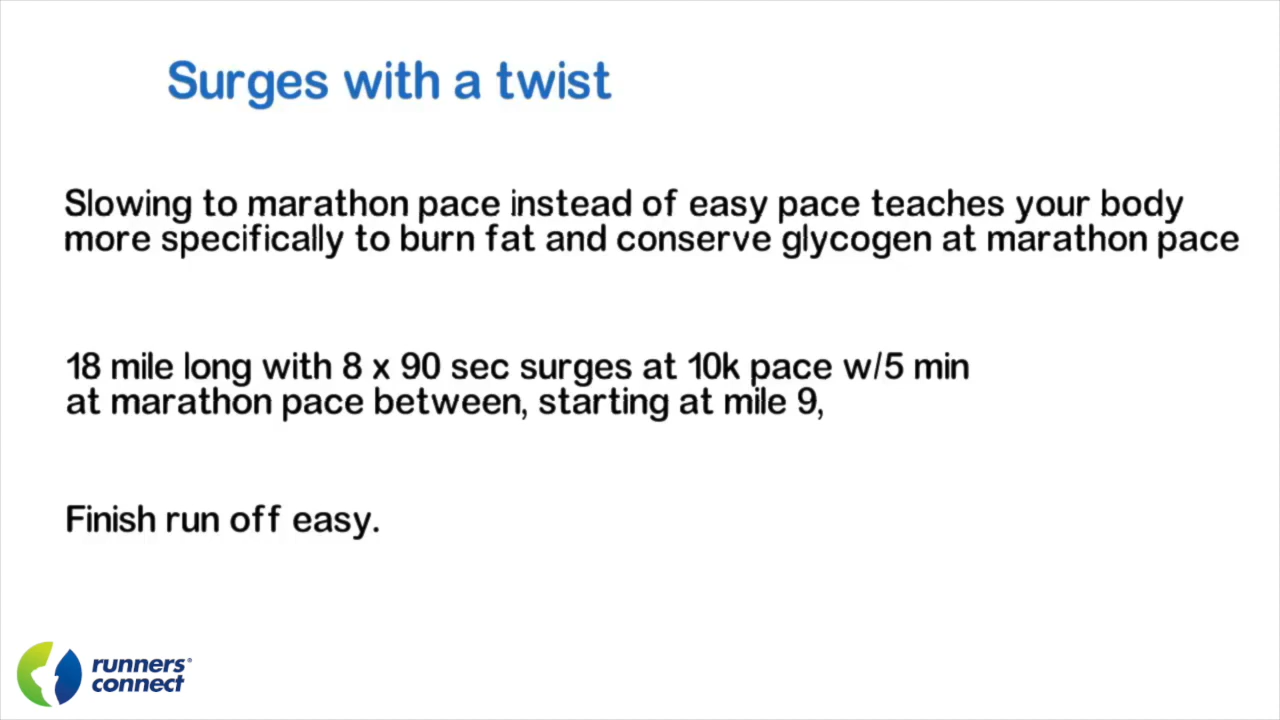 Surges with a twist
Slowing to marathon pace instead of easy pace teaches your body
more specifically to burn fat and conserve glycogen at marathon pace
18 mile long with 8 x 90 sec surges at 10k pace w/5 min
at marathon pace between, starting at mile 9,
Finish run off easy.
runners®
connect